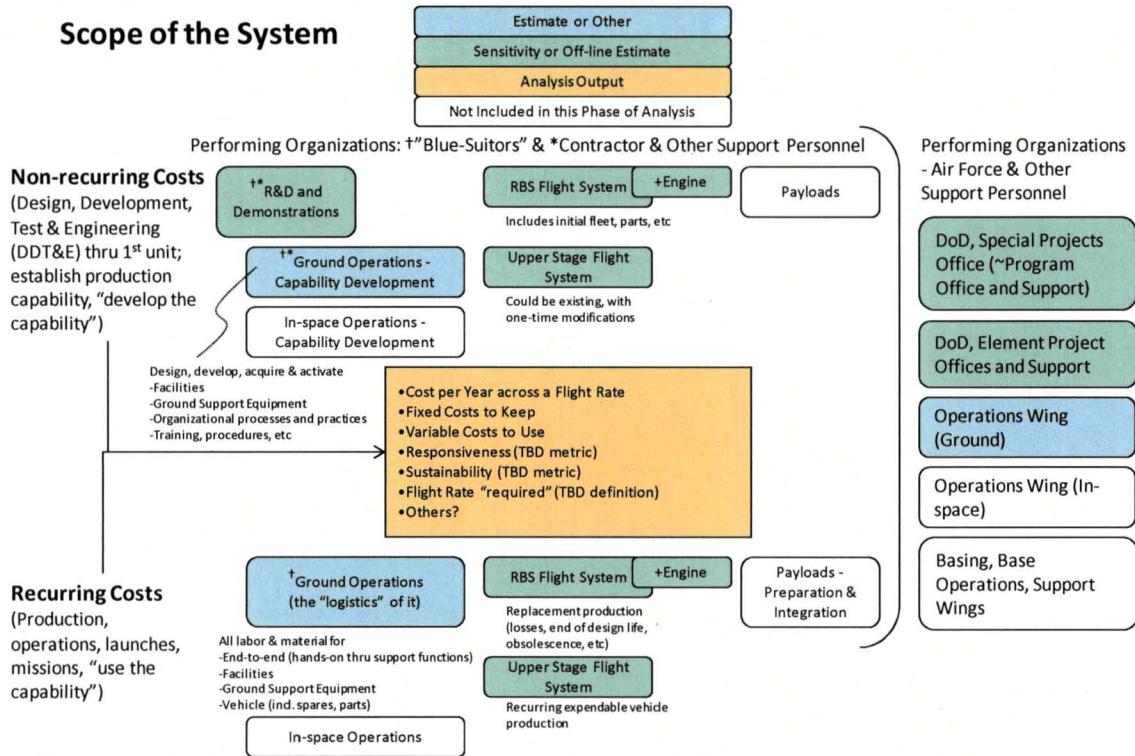 Scope of the System
Estimate or Other
Sensitivity or Off-line Estimate
Analysis Output
Not Included in this Phase of Analysis
Performing Organizations: †"Blue-Suitors" & *Contractor & Other Support Personnel
Non-recurring Costs
(Design, Development,
Test & Engineering
(DDT&E) thru 1st unit;
establish production
capability, "develop the
capability")
†*R&D and
Demonstrations
RBS Flight System
+Engine
Includes initial fleet, parts, etc
Payloads
†*Ground Operations -
Capability Development
Upper Stage Flight
System
Could be existing, with
one-time modifications
In-space Operations -
Capability Development
Design, develop, acquire & activate
-Facilities
-Ground Support Equipment
-Organizational processes and practices
-Training, procedures, etc
•Cost per Year across a Flight Rate
•Fixed Costs to Keep
•Variable Costs to Use
•Responsiveness (TBD metric)
•Sustainability (TBD metric)
•Flight Rate "required" (TBD definition)
•Others?
Recurring Costs
(Production,
operations, launches,
missions, "use the
capability")
†Ground Operations
(the "logistics" of it)
All labor & material for
-End-to-end (hands-on thru support functions)
-Facilities
-Ground Support Equipment
-Vehicle (ind. spares, parts)
In-space Operations
RBS Flight System
+Engine
Replacement production
(losses, end of design life,
obsolescence, etc)
Upper Stage Flight
System
Recurring expendable vehicle
production
Payloads -
Preparation &
Integration
Performing Organizations
- Air Force & Other
Support Personnel
DoD, Special Projects
Office (~Program
Office and Support)
DoD, Element Project
Offices and Support
Operations Wing
(Ground)
Operations Wing (In-
space)
Basing, Base
Operations, Support
Wings